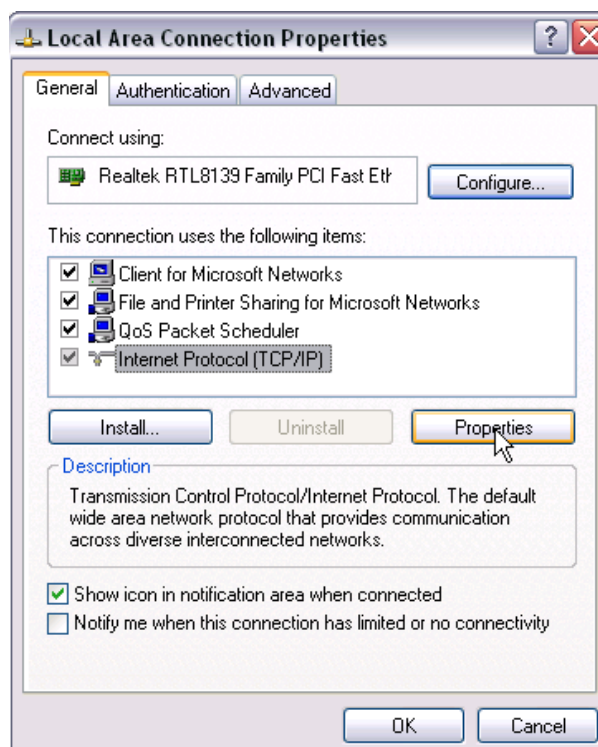 Local Area Connection Properties
General Authentication Advanced
Connect using:
Realtek RTL8139 Family PCI Fast Eth
Configure...
This connection uses the following items:
Client for Microsoft Networks
File and Printer Sharing for Microsoft Networks
QoS Packet Scheduler
Internet Protocol (TCP/IP)
Install... Uninstall Properties
Description
Transmission Control Protocol/Internet Protocol. The default
wide area network protocol that provides communication
across diverse interconnected networks.
Show icon in notification area when connected
Notify me when this connection has limited or no connectivity
OK Cancel